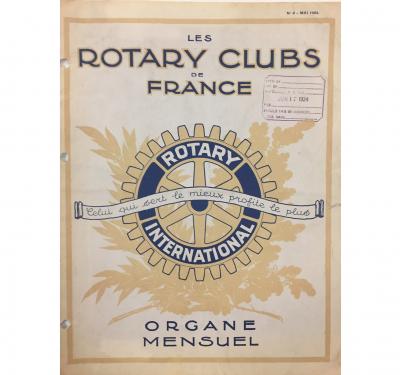 LES
ROTARY CLUBS
DE
FRANCE
ROTARY
Celui qui sert le mieux profite le plus
INTERNATIONAL
ORGANE
MENSUEL